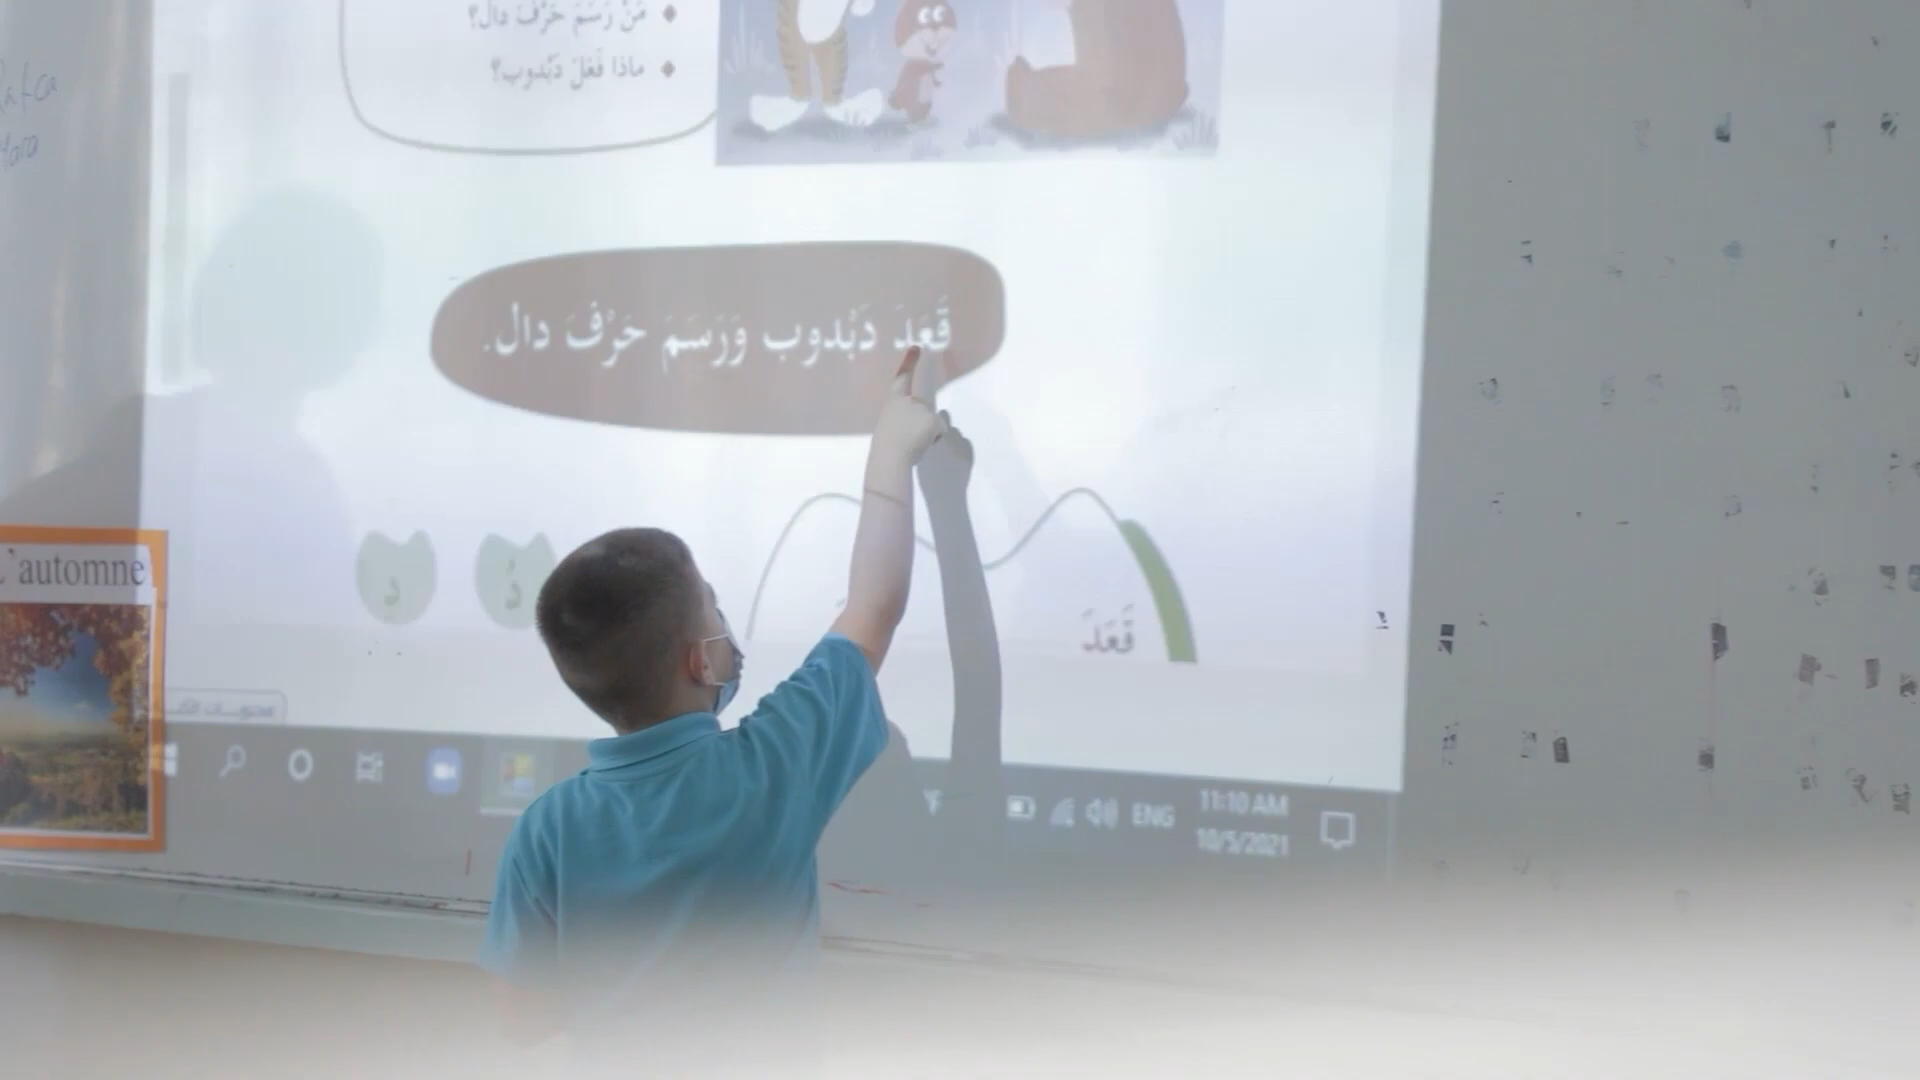 مَنْ رَسَمَ حَرْفَ دال؟
ماذا فَعَلَ دَبْدوب؟
قَعَدَ دَبْدوب وَرَسَمَ حَرْفَ دال.
د
دُ
قَعَدَ
L'automne
ENG
11:10 AM
10/5/2021